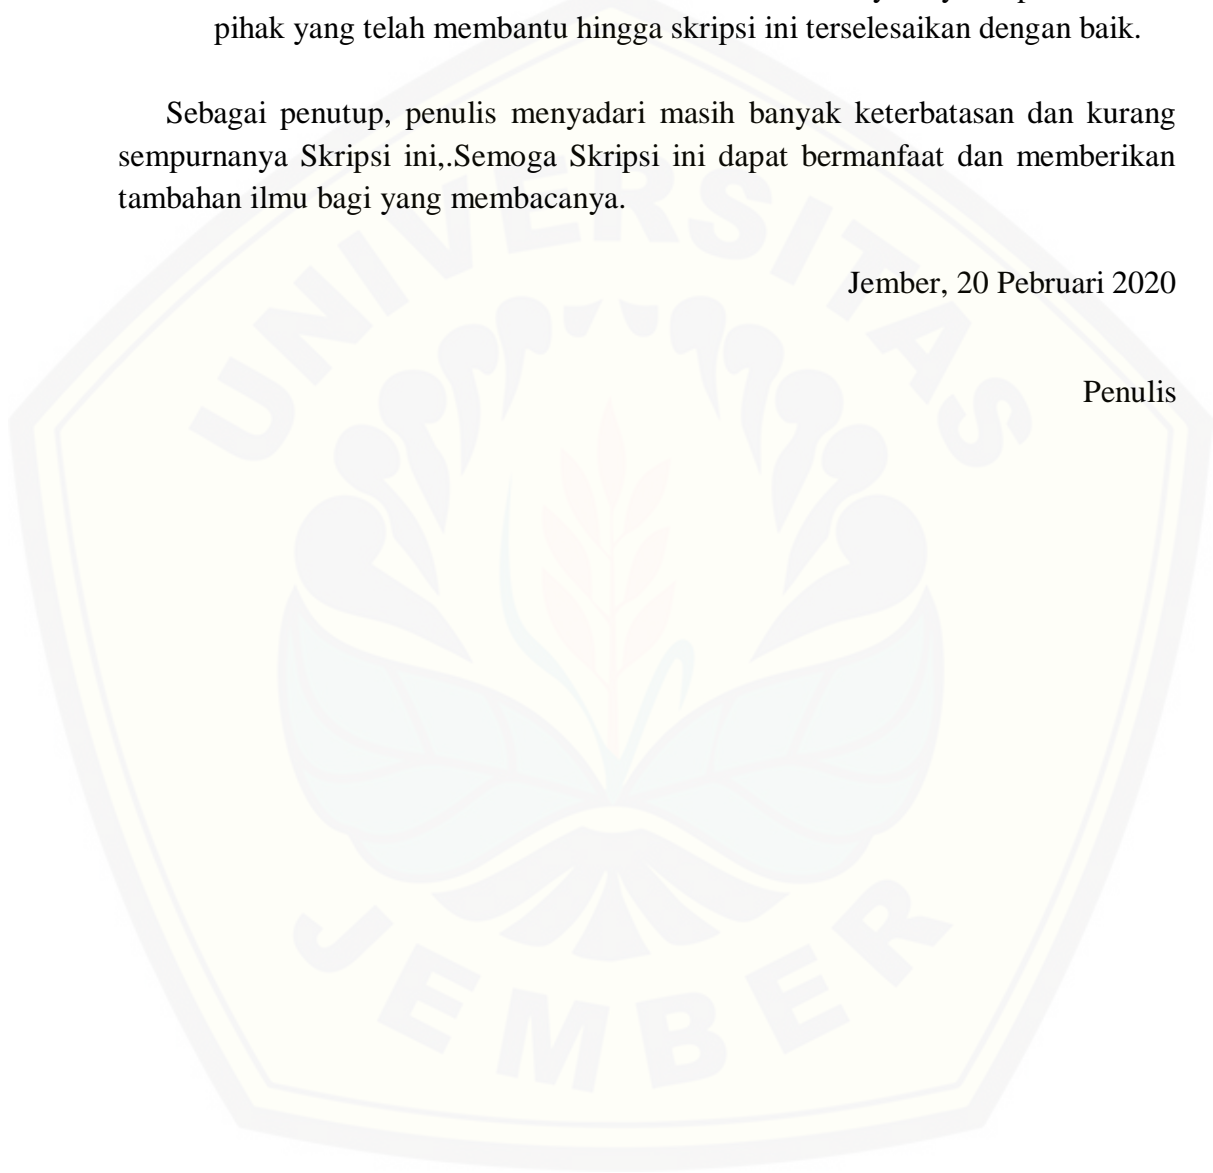 pihak yang telah membantu hingga skripsi ini terselesaikan dengan baik.
Sebagai penutup, penulis menyadari masih banyak keterbatasan dan kurang
sempurnanya Skripsi ini,.Semoga Skripsi ini dapat bermanfaat dan memberikan
tambahan ilmu bagi yang membacanya.
Jember, 20 Pebruari 2020
Penulis
UNIVERSITAS
JEMBER